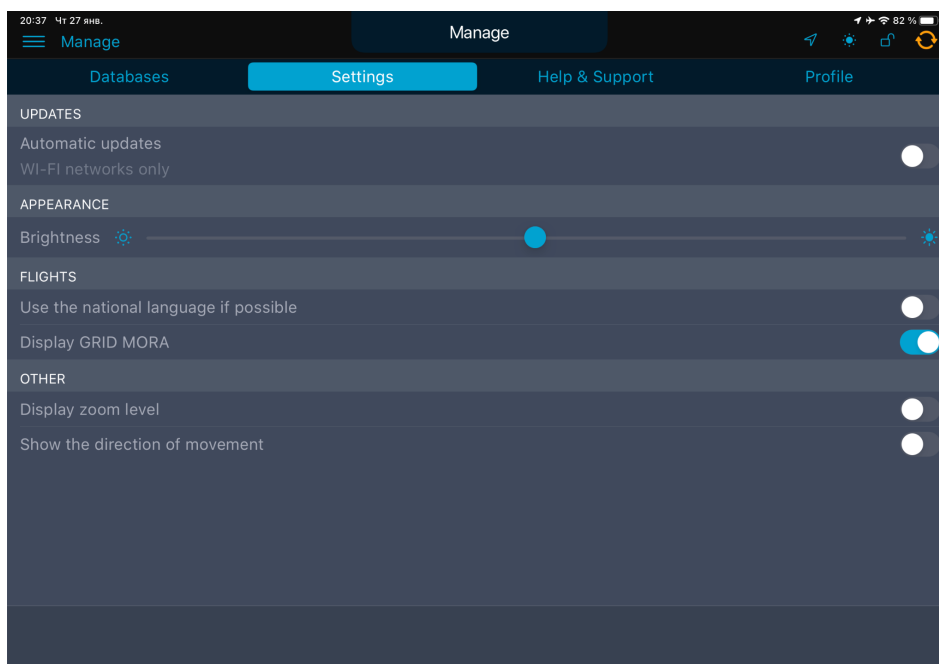 20:37 Чт 27 янв.
82 %
Manage
Manage
Databases
Settings
Help & Support
Profile
UPDATES
Automatic updates
WI-FI networks only
APPEARANCE
Brightness
FLIGHTS
Use the national language if possible
Display GRID MORA
OTHER
Display zoom level
Show the direction of movement